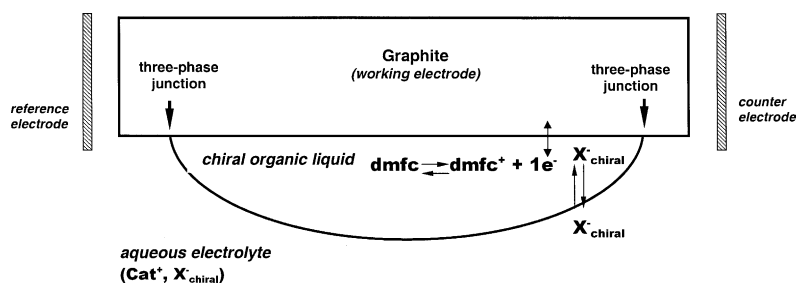 Graphite
(working electrode)
three-phase
junction
three-phase
junction
reference
electrode
counter
electrode
chiral organic liquid
dmfc ⇌ dmfc⁺ + 1e⁻
X⁻chiral
X⁻chiral
aqueous electrolyte
(Cat⁺, X⁻chiral)